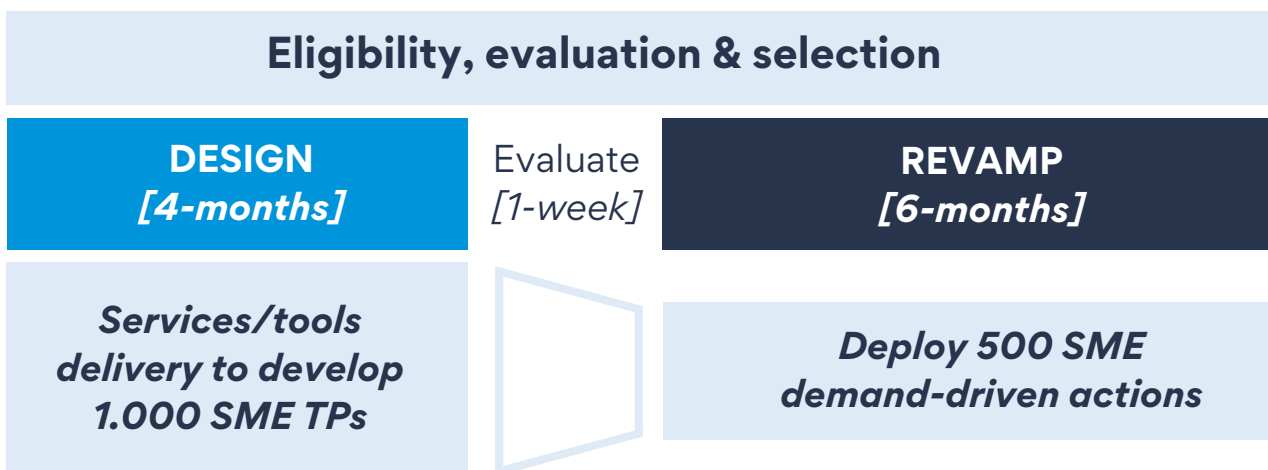 Eligibility, evaluation & selection
DESIGN
[4-months]
Evaluate
[1-week]
REVAMP
[6-months]
Services/tools
delivery to develop
1.000 SME TPs
Deploy 500 SME
demand-driven actions